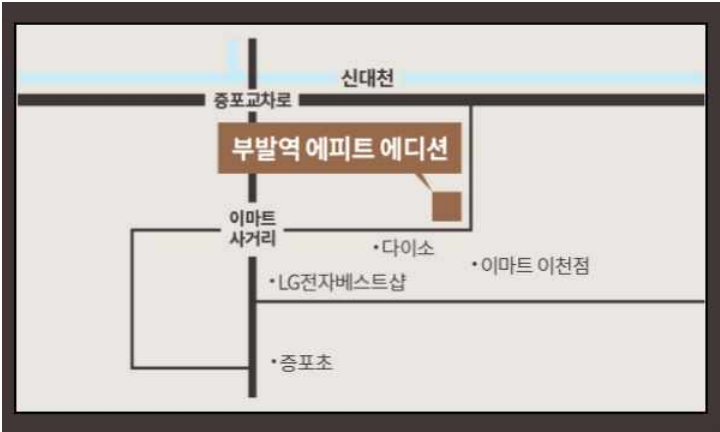 신대천
중포교차로
부발역 에피트 에디션
이마트
사거리
•다이소
•이마트 이천점
•LG전자베스트샵
•증포초